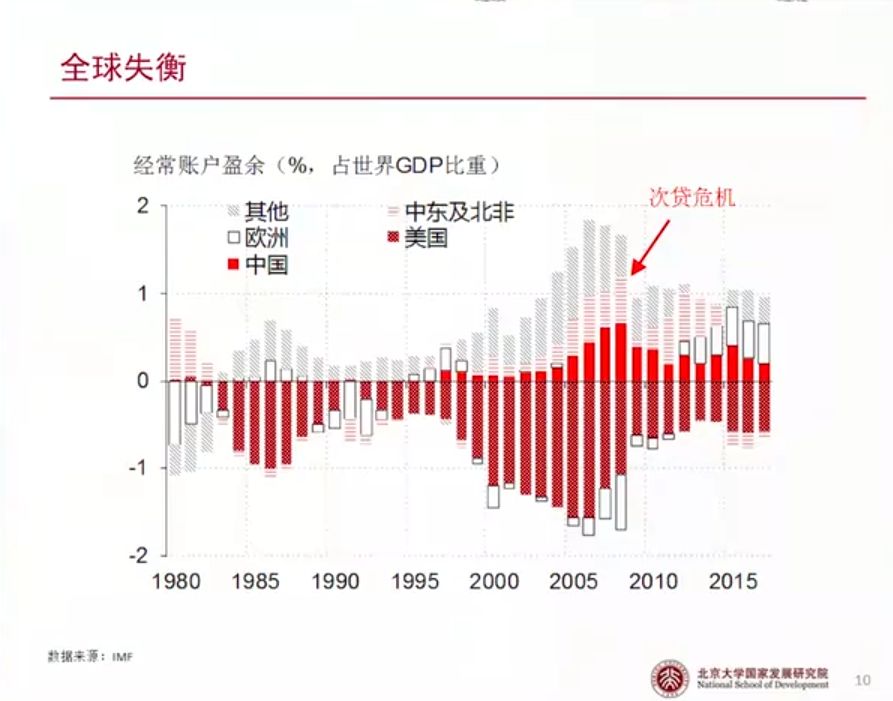 全球失衡
经常账户盈余（%，占世界GDP比重）
次贷危机
2
其他
中东及北非
欧洲
美国
中国
1
0
-1
-2
1980 1985 1990 1995 2000 2005 2010 2015
数据来源：IMF
北京大学国家发展研究院
National School of Development
10